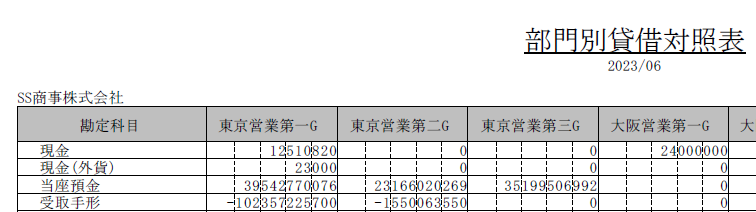 部門別貸借対照表
2023/06
SS商事株式会社
勘定科目 東京営業第一G 東京営業第二G 東京営業第三G 大阪営業第一G 大
現金 12510820 0 0 24000000
現金(外貨) 23000 0 0 0
当座預金 39542770076 23166020269 35199506992 0
受取手形 -102357225700 -1550063550 0 0